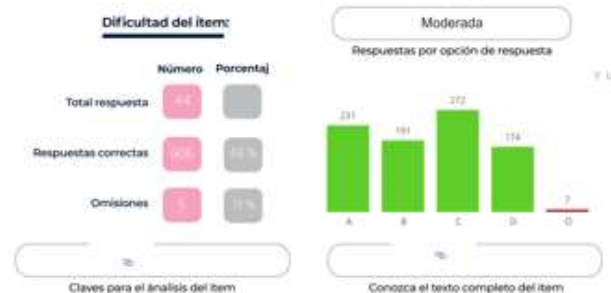 Dificultad del ítem:
Moderada
Respuestas por opción de respuesta
Número Porcentaj
Total respuesta
Respuestas correctas
Omisiones
231
191
272
174
7
A B C D O
Claves para el análisis del ítem
Conozca el texto completo del ítem